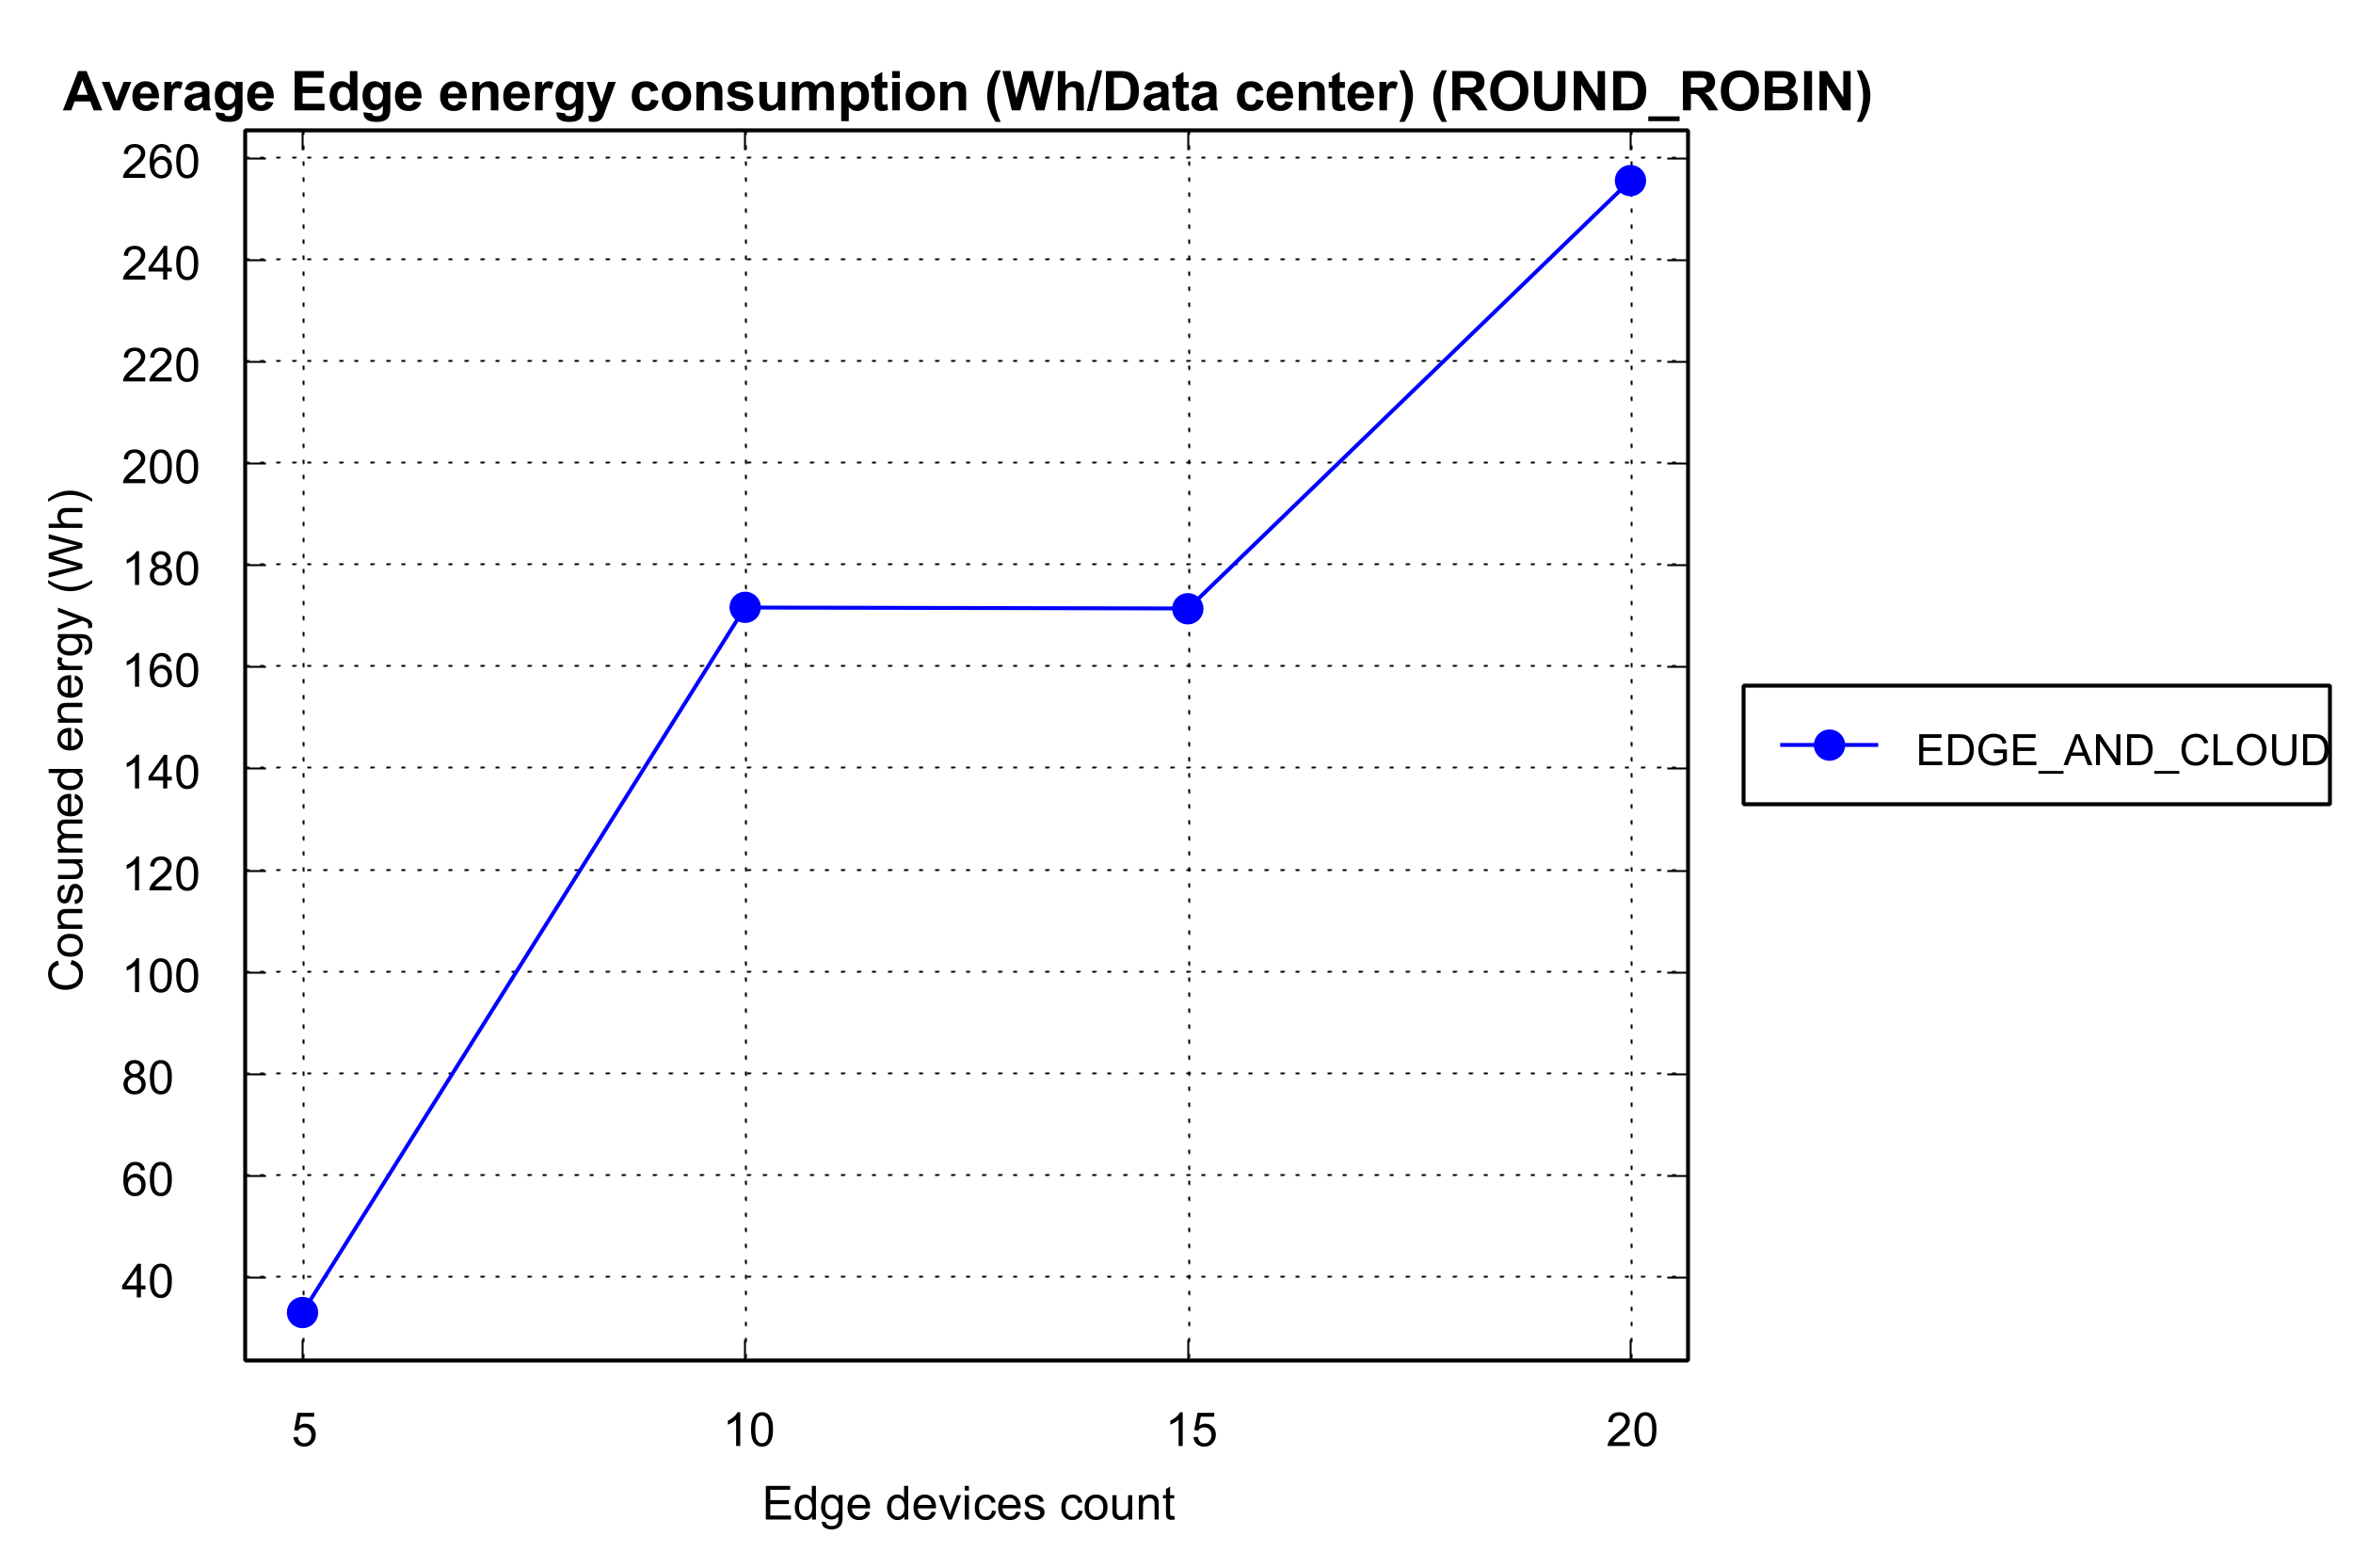 Average Edge energy consumption (Wh/Data center) (ROUND_ROBIN)
260
240
220
200
180
160
140
120
100
80
60
40
Consumed energy (Wh)
5 10 15 20
Edge devices count
EDGE_AND_CLOUD